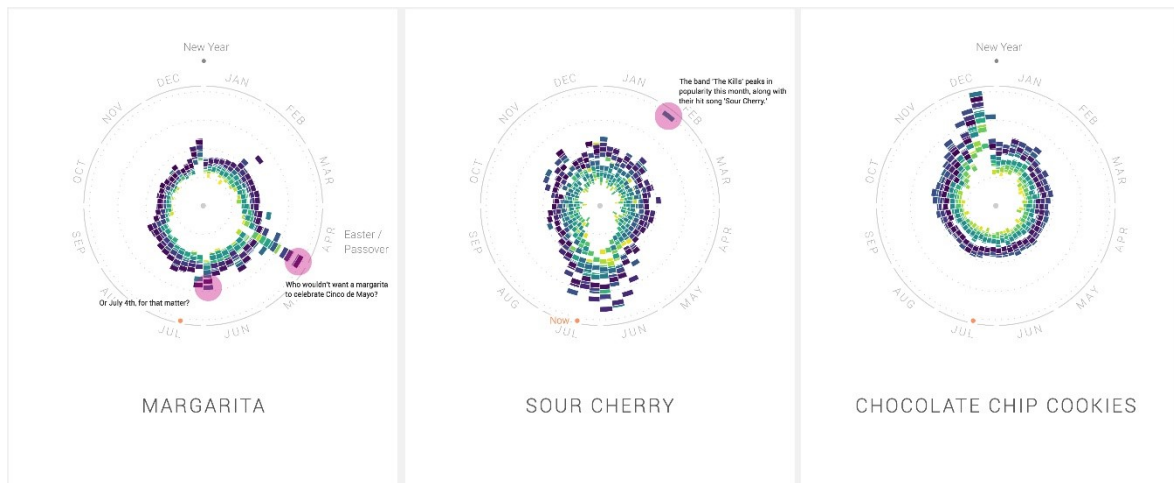 New Year
DEC
JAN
NOV
FEB
OCT
MAR
SEP
APR
Easter /
Passover
AUG
JUL
JUN
Who wouldn't want a margarita
to celebrate Cinco de Mayo?
Or July 4th, for that matter?
MARGARITA
The band 'The Kills' peaks in
popularity this month, along with
their hit song 'Sour Cherry.'
DEC
JAN
NOV
FEB
OCT
MAR
SEP
APR
AUG
MAY
Now
JUL
JUN
SOUR CHERRY
New Year
DEC
JAN
NOV
FEB
OCT
MAR
SEP
APR
AUG
MAY
JUL
JUN
CHOCOLATE CHIP COOKIES